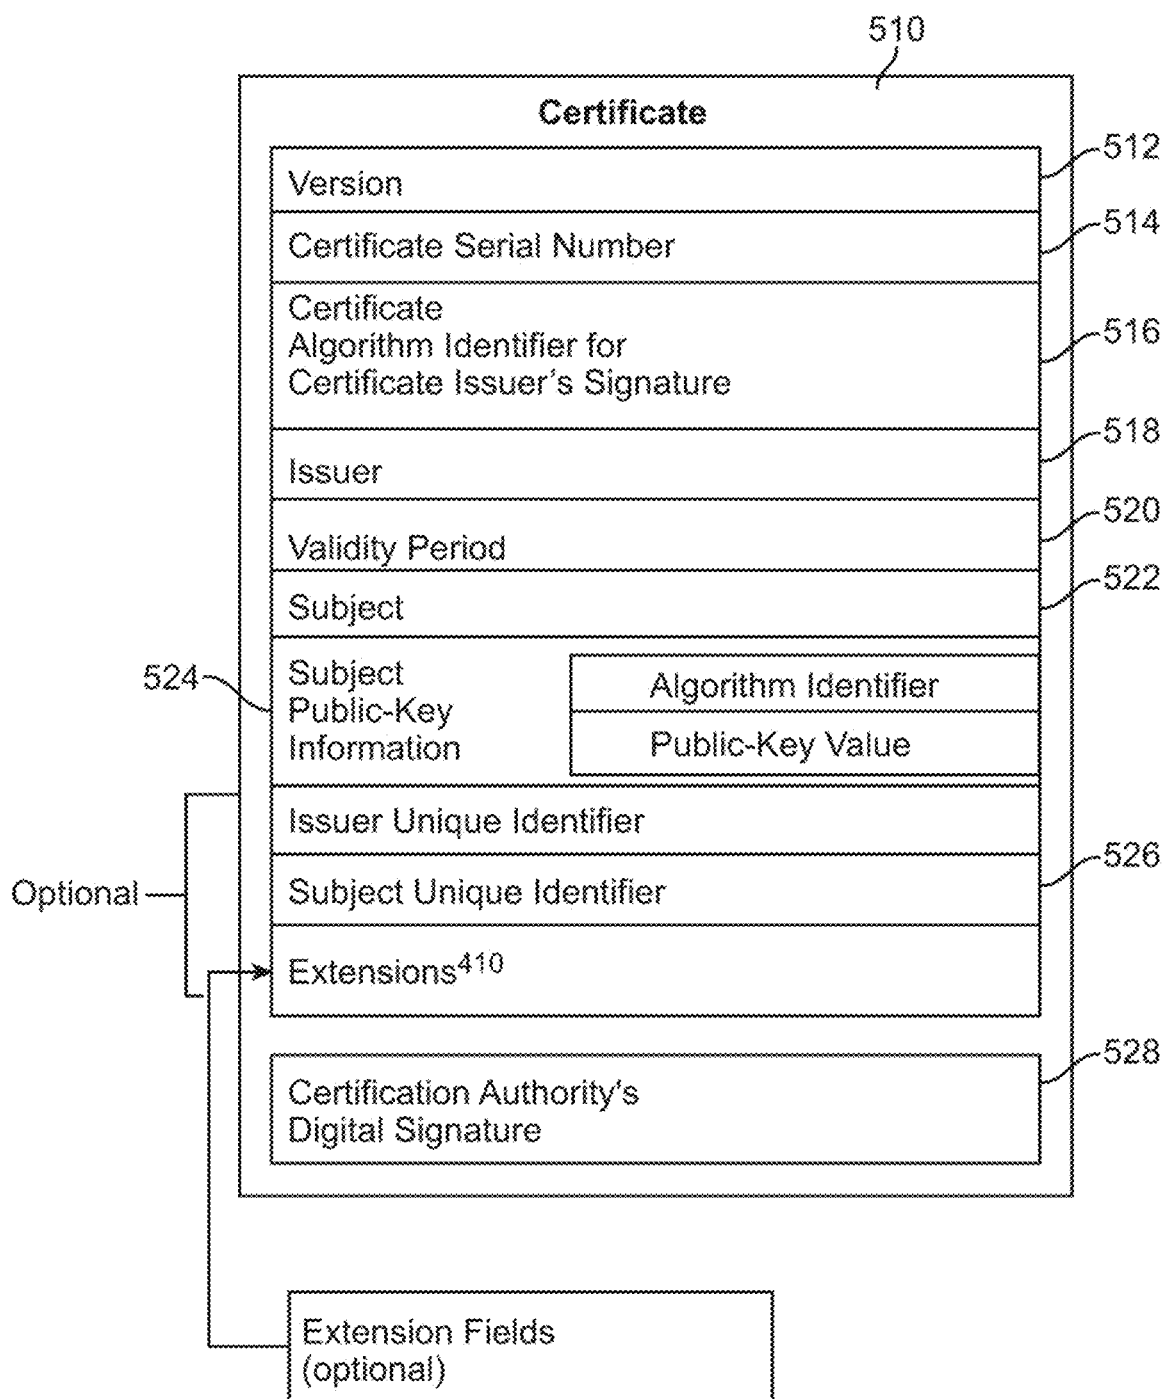 510
Certificate
512
Version
514
Certificate Serial Number
Certificate
Algorithm Identifier for
Certificate Issuer's Signature
516
518
Issuer
520
Validity Period
522
Subject
524
Subject
Public-Key
Information
Algorithm Identifier
Public-Key Value
Issuer Unique Identifier
526
Optional
Subject Unique Identifier
Extensions410
528
Certification Authority's
Digital Signature
Extension Fields
(optional)